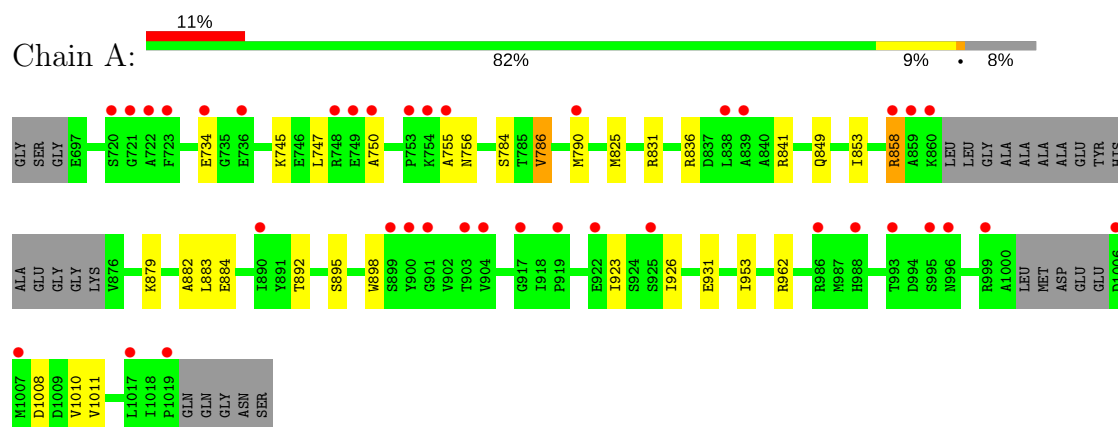 11%
Chain A:
82% 9% • 8%
GLY SER GLY E697 S720 G721 A722 F723 E734 G735 E736 K745 E746 L747 R748 E749 A750 P753 K754 A755 N756 S784 T785 V786 M790 M825 R831 R836 D837 L838 A839 A840 R841 Q849 I853 R858 A859 K860 LEU LEU GLY ALA ALA ALA ALA GLU TYR HIS
ALA GLU GLY GLY LYS V876 K879 A882 L883 E884 I890 Y891 T892 S895 W898 S899 Y900 G901 V902 T903 V904 G917 I918 P919 E922 I923 S924 S925 I926 E931 I953 R962 R986 M987 H988 T993 D994 S995 N996 R999 A1000 LEU MET ASP GLU GLU D1006
M1007 D1008 D1009 V1010 V1011 L1017 I1018 P1019 GLN GLN GLY ASN SER